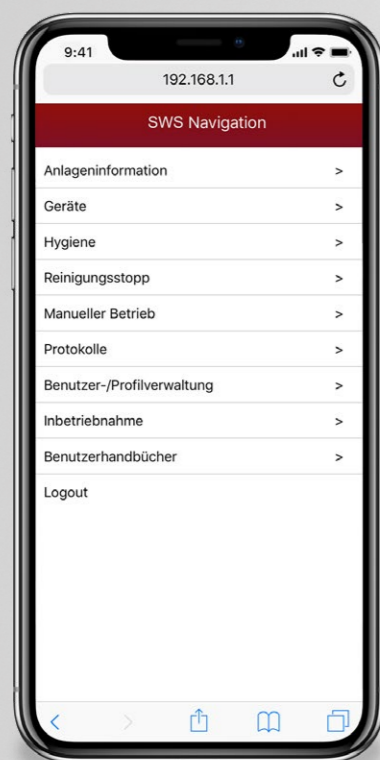 9:41
192.168.1.1
SWS Navigation
Anlageninformation >
Geräte >
Hygiene >
Reinigungsstopp >
Manueller Betrieb >
Protokolle >
Benutzer-/Profilverwaltung >
Inbetriebnahme >
Benutzerhandbücher >
Logout